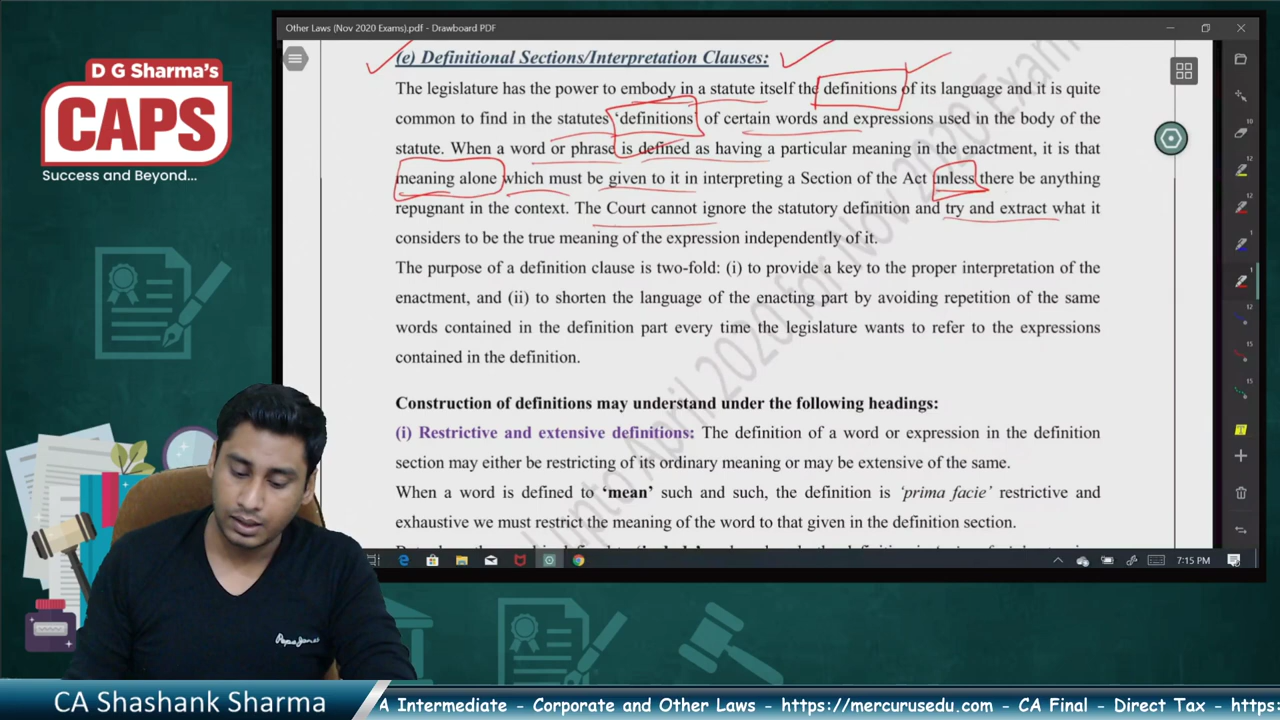 Other Laws (Nov 2020 Exams).pdf - Drawboard PDF
D G Sharma's
CAPS
Success and Beyond...
(e) Definitional Sections/Interpretation Clauses:
The legislature has the power to embody in a statute itself the definitions of its language and it is quite
common to find in the statutes 'definitions' of certain words and expressions used in the body of the
statute. When a word or phrase is defined as having a particular meaning in the enactment, it is that
meaning alone which must be given to it in interpreting a Section of the Act unless there be anything
repugnant in the context. The Court cannot ignore the statutory definition and try and extract what it
considers to be the true meaning of the expression independently of it.
The purpose of a definition clause is two-fold: (i) to provide a key to the proper interpretation of the
enactment, and (ii) to shorten the language of the enacting part by avoiding repetition of the same
words contained in the definition part every time the legislature wants to refer to the expressions
contained in the definition.
Construction of definitions may understand under the following headings:
(i) Restrictive and extensive definitions: The definition of a word or expression in the definition
section may either be restricting of its ordinary meaning or may be extensive of the same.
When a word is defined to 'mean' such and such, the definition is 'prima facie' restrictive and
exhaustive we must restrict the meaning of the word to that given in the definition section.
Upto April 2020 for Nov 2020 Exam
7:15 PM
Papa Jones
CA Shashank Sharma
A Intermediate - Corporate and Other Laws - https://mercurusedu.com - CA Final - Direct Tax - https: